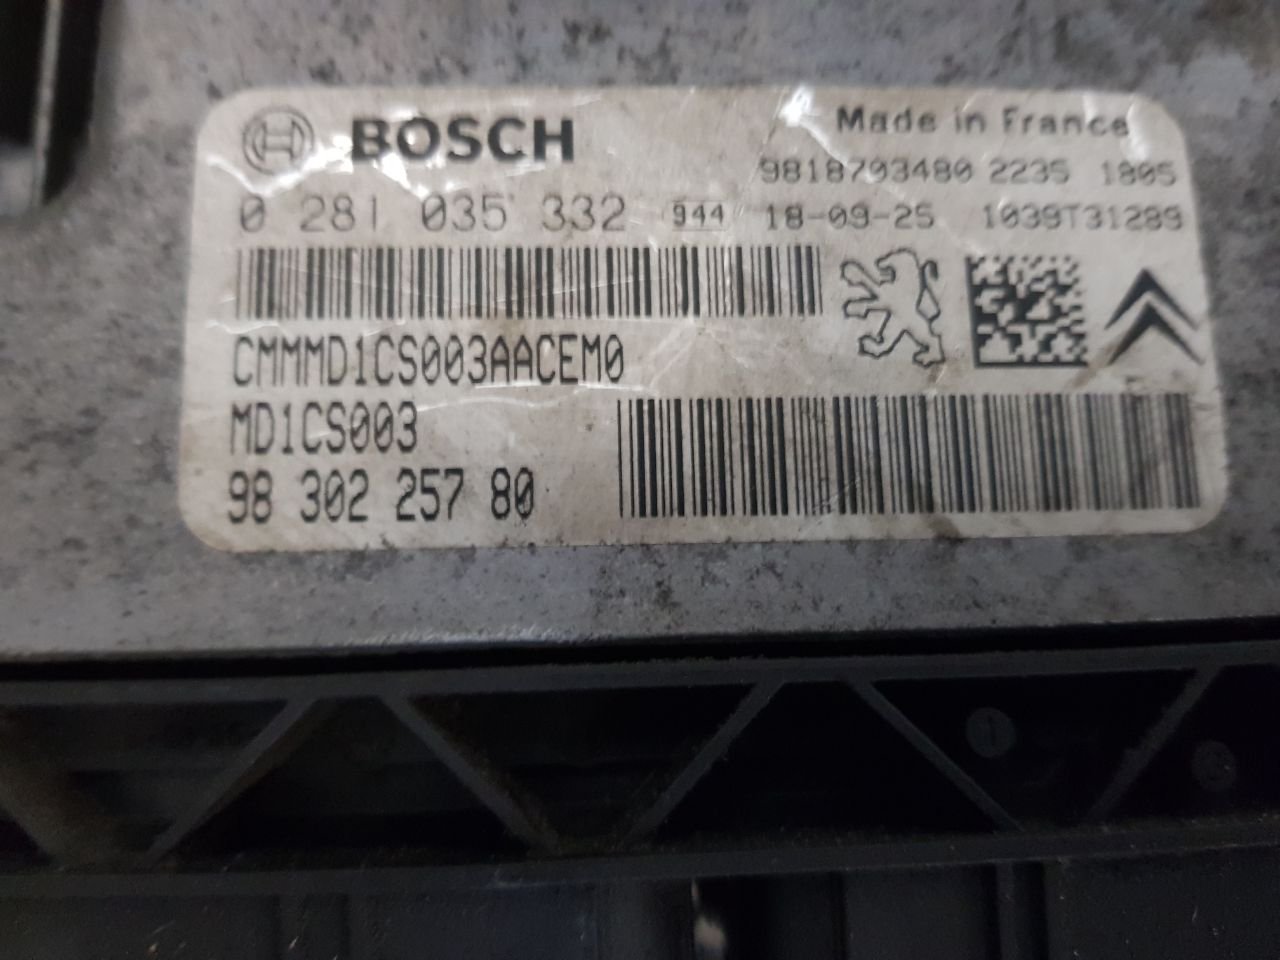 BOSCH
Made in France
9818703480 2235 1805
0 281 035 332 944 18-09-25 1039T31289
CMMMD1CS003AACEM0
MD1CS003
98 302 257 80